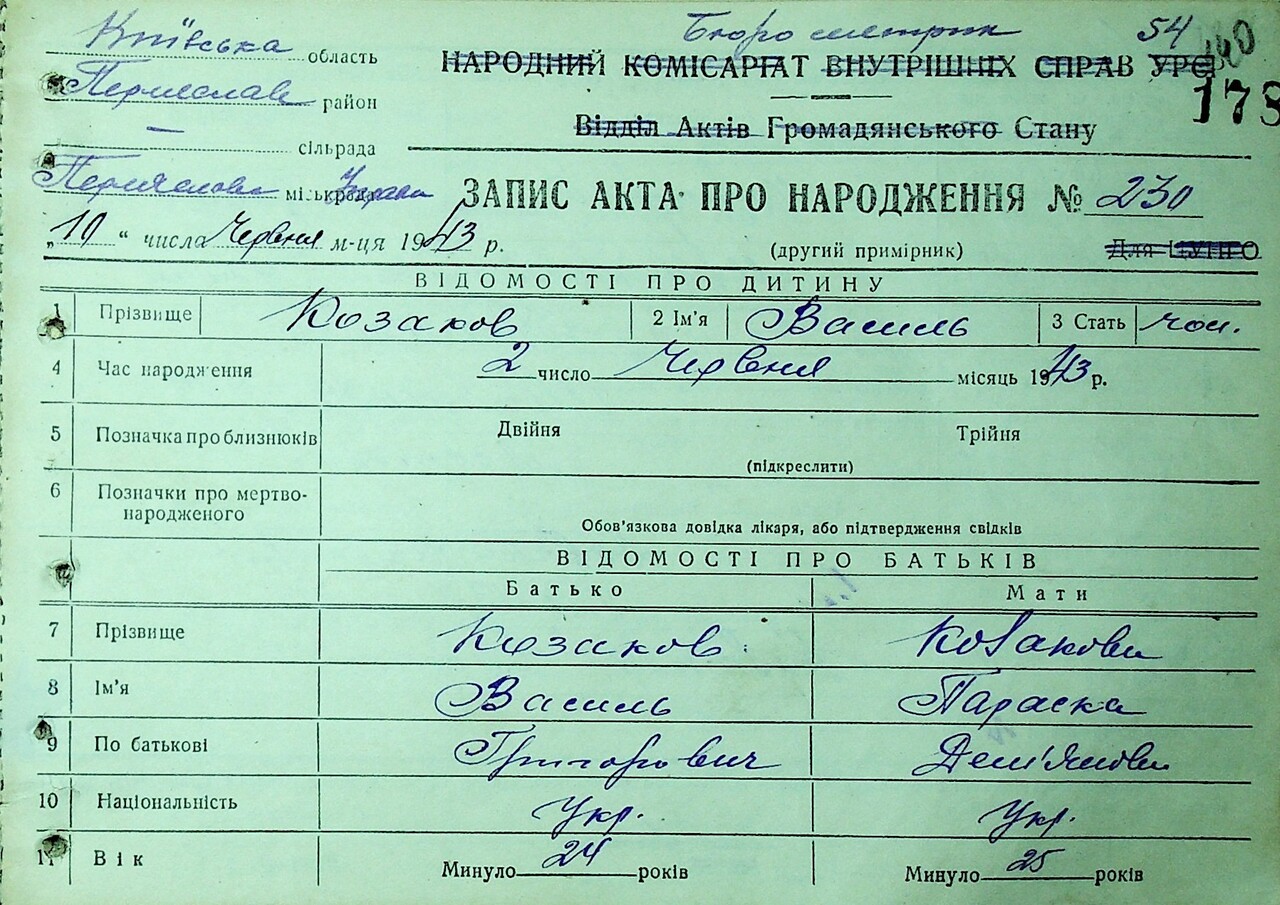 Київська область
Переяслав район
— сільрада
Переяслова міськрада Управа
„10“ числа Червня м-ця 1943 р.
Бюро метрик 54
НАРОДНИЙ КОМІСАРІАТ ВНУТРІШНІХ СПРАВ УРСР
178
Відділ Актів Громадянського Стану
ЗАПИС АКТА ПРО НАРОДЖЕННЯ № 230
(другий примірник) Для ЦУНГО
ВІДОМОСТІ ПРО ДИТИНУ
1 Прізвище Козаков 2 Ім'я Василь 3 Стать чол.
4 Час народження 2 число Червня місяць 1943 р.
5 Позначка про близнюків Двійня Трійня
(підкреслити)
6 Позначки про мертво-
народженого
Обов'язкова довідка лікаря, або підтвердження свідків
ВІДОМОСТІ ПРО БАТЬКІВ
Батько Мати
7 Прізвище Козаков Козакова
8 Ім'я Василь Параска
9 По батькові Григорович Дем'янова
10 Національність Укр. Укр.
11 Вік Минуло 24 років Минуло 25 років